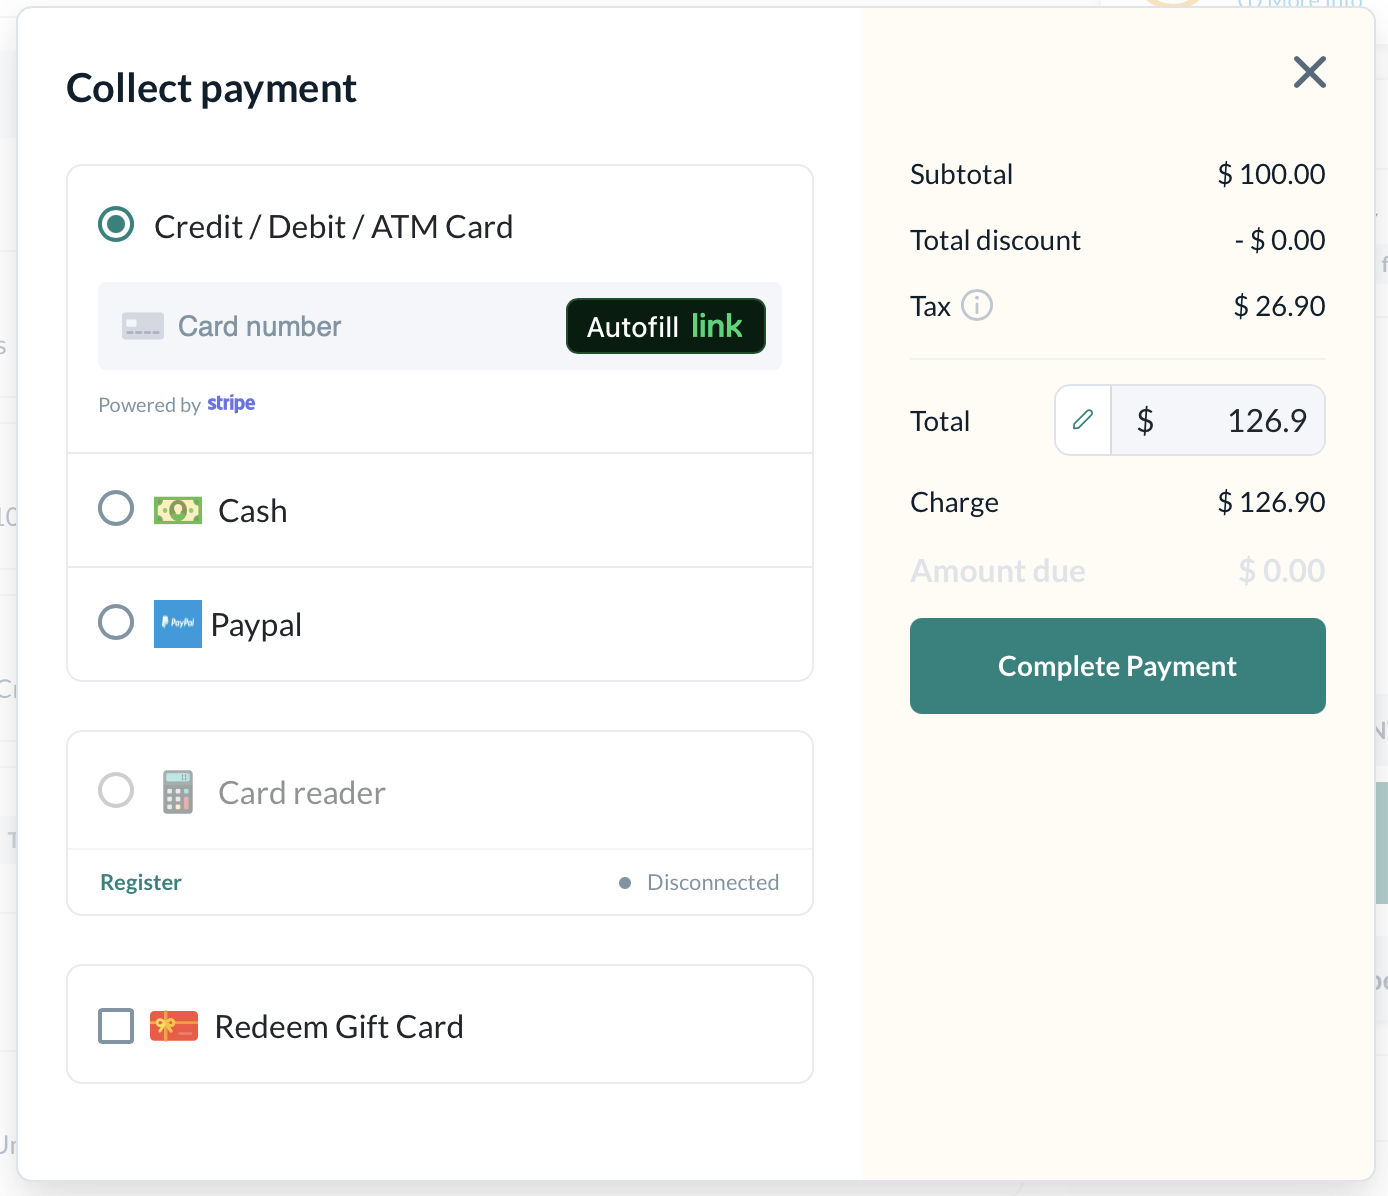 More info
Collect payment
Credit / Debit / ATM Card
Card number
Autofill link
Powered by stripe
Cash
PayPal
Paypal
Card reader
Register
Disconnected
Redeem Gift Card
Subtotal
$ 100.00
Total discount
- $ 0.00
Tax
$ 26.90
Total
$
126.9
Charge
$ 126.90
Amount due
$ 0.00
Complete Payment